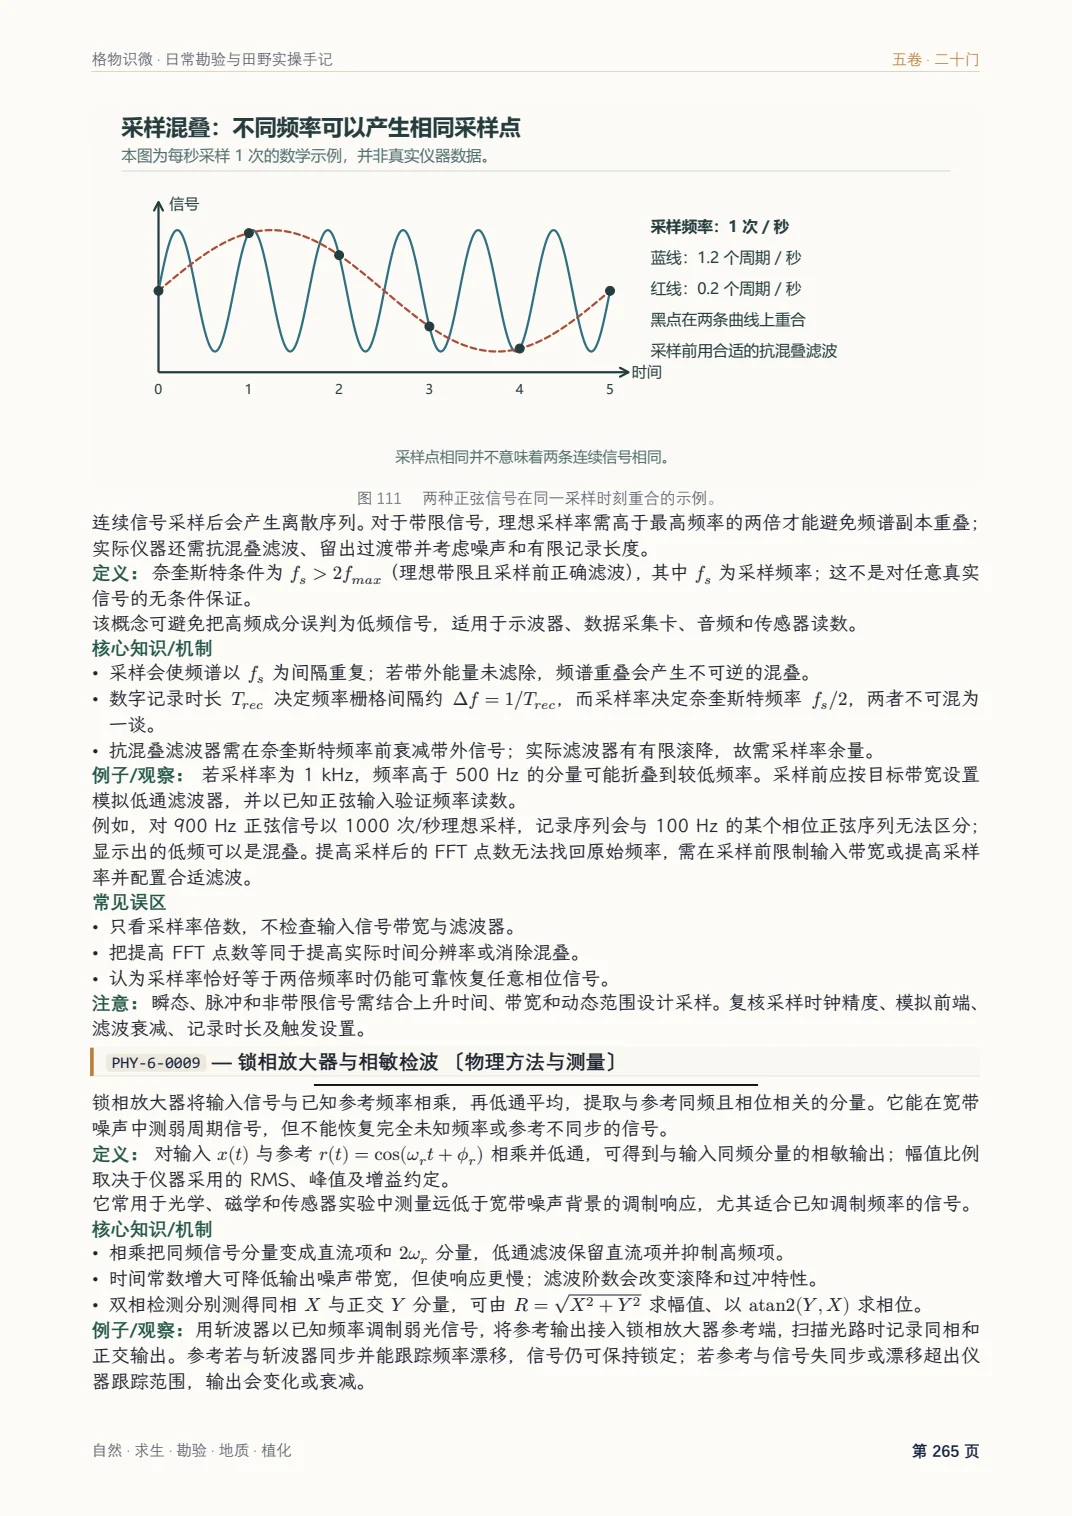 格物识微 · 日常勘验与田野实操手记
五卷 · 二十门
采样混叠：不同频率可以产生相同采样点
本图为每秒采样 1 次的数学示例，并非真实仪器数据。
信号
采样频率：1 次 / 秒
蓝线：1.2 个周期 / 秒
红线：0.2 个周期 / 秒
黑点在两条曲线上重合
采样前用合适的抗混叠滤波
时间
0 1 2 3 4 5
采样点相同并不意味着两条连续信号相同。
图 111 两种正弦信号在同一采样时刻重合的示例。
连续信号采样后会产生离散序列。对于带限信号，理想采样率需高于最高频率的两倍才能避免频谱副本重叠；
实际仪器还需抗混叠滤波、留出过渡带并考虑噪声和有限记录长度。
定义：奈奎斯特条件为 f_s > 2f_{max}（理想带限且采样前正确滤波），其中 f_s 为采样频率；这不是对任意真实
信号的无条件保证。
该概念可避免把高频成分误判为低频信号，适用于示波器、数据采集卡、音频和传感器读数。
核心知识/机制
• 采样会使频谱以 f_s 为间隔重复；若带外能量未滤除，频谱重叠会产生不可逆的混叠。
• 数字记录时长 T_{rec} 决定频率栅格间隔约 Δf = 1/T_{rec}，而采样率决定奈奎斯特频率 f_s/2，两者不可混为
一谈。
• 抗混叠滤波器需在奈奎斯特频率前衰减带外信号；实际滤波器有有限滚降，故需采样率余量。
例子/观察： 若采样率为 1 kHz，频率高于 500 Hz 的分量可能折叠到较低频率。采样前应按目标带宽设置
模拟低通滤波器，并以已知正弦输入验证频率读数。
例如，对 900 Hz 正弦信号以 1000 次/秒理想采样，记录序列会与 100 Hz 的某个相位正弦序列无法区分；
显示出的低频可以是混叠。提高采样后的 FFT 点数无法找回原始频率，需在采样前限制输入带宽或提高采样
率并配置合适滤波。
常见误区
• 只看采样率倍数，不检查输入信号带宽与滤波器。
• 把提高 FFT 点数等同于提高实际时间分辨率或消除混叠。
• 认为采样率恰好等于两倍频率时仍能可靠恢复任意相位信号。
注意：瞬态、脉冲和非带限信号需结合上升时间、带宽和动态范围设计采样。复核采样时钟精度、模拟前端、
滤波衰减、记录时长及触发设置。
PHY-6-0009 — 锁相放大器与相敏检波 〔物理方法与测量〕
锁相放大器将输入信号与已知参考频率相乘，再低通平均，提取与参考同频且相位相关的分量。它能在宽带
噪声中测弱周期信号，但不能恢复完全未知频率或参考不同步的信号。
定义： 对输入 x(t) 与参考 r(t) = cos(ω_r t + ϕ_r) 相乘并低通，可得到与输入同频分量的相敏输出；幅值比例
取决于仪器采用的 RMS、峰值及增益约定。
它常用于光学、磁学和传感器实验中测量远低于宽带噪声背景的调制响应，尤其适合已知调制频率的信号。
核心知识/机制
• 相乘把同频信号分量变成直流项和 2ω_r 分量，低通滤波保留直流项并抑制高频项。
• 时间常数增大可降低输出噪声带宽，但使响应更慢；滤波阶数会改变滚降和过冲特性。
• 双相检测分别测得同相 X 与正交 Y 分量，可由 R = √(X² + Y²) 求幅值、以 atan2(Y, X) 求相位。
例子/观察：用斩波器以已知频率调制弱光信号，将参考输出接入锁相放大器参考端，扫描光路时记录同相和
正交输出。参考若与斩波器同步并能跟踪频率漂移，信号仍可保持锁定；若参考与信号失同步或漂移超出仪
器跟踪范围，输出会变化或衰减。
自然 · 求生 · 勘验 · 地质 · 植化
第 265 页